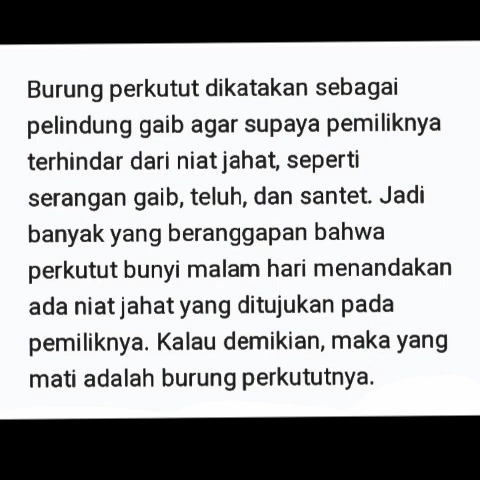 Burung perkutut dikatakan sebagai
pelindung gaib agar supaya pemiliknya
terhindar dari niat jahat, seperti
serangan gaib, teluh, dan santet. Jadi
banyak yang beranggapan bahwa
perkutut bunyi malam hari menandakan
ada niat jahat yang ditujukan pada
pemiliknya. Kalau demikian, maka yang
mati adalah burung perkututnya.